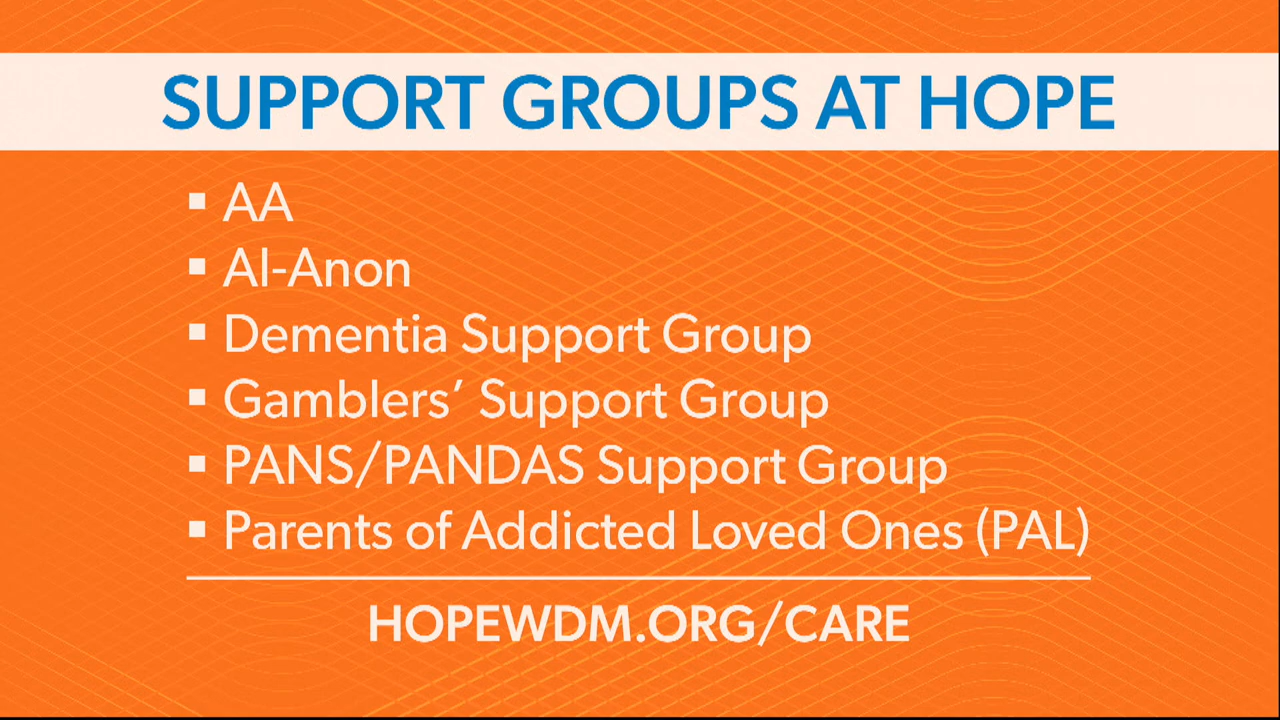 SUPPORT GROUPS AT HOPE
▪ AA
▪ Al-Anon
▪ Dementia Support Group
▪ Gamblers’ Support Group
▪ PANS/PANDAS Support Group
▪ Parents of Addicted Loved Ones (PAL)
HOPEWDM.ORG/CARE